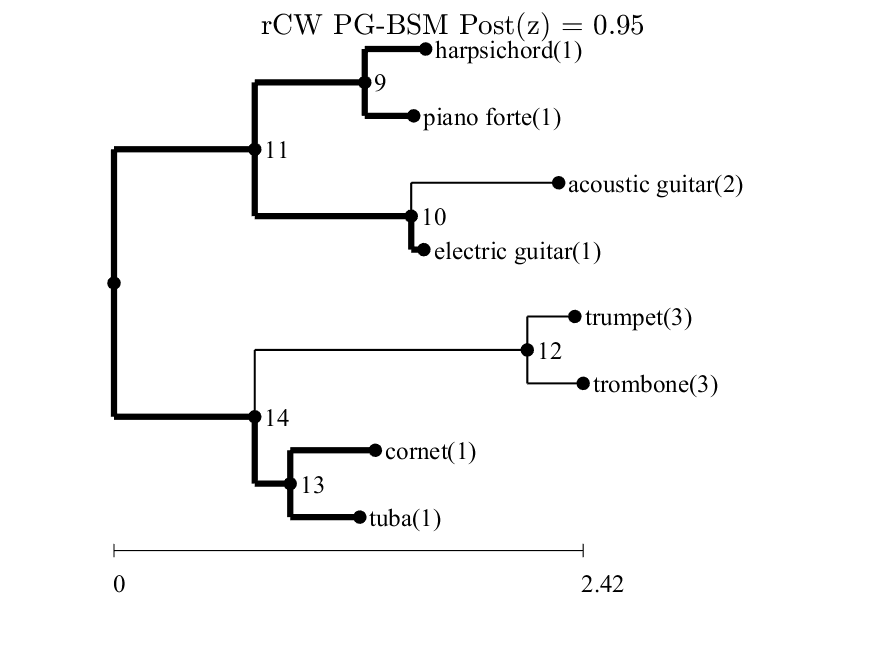 rCW PG-BSM Post(z) = 0.95
harpsichord(1)
9
piano forte(1)
11
acoustic guitar(2)
10
electric guitar(1)
trumpet(3)
12
trombone(3)
14
cornet(1)
13
tuba(1)
0 2.42